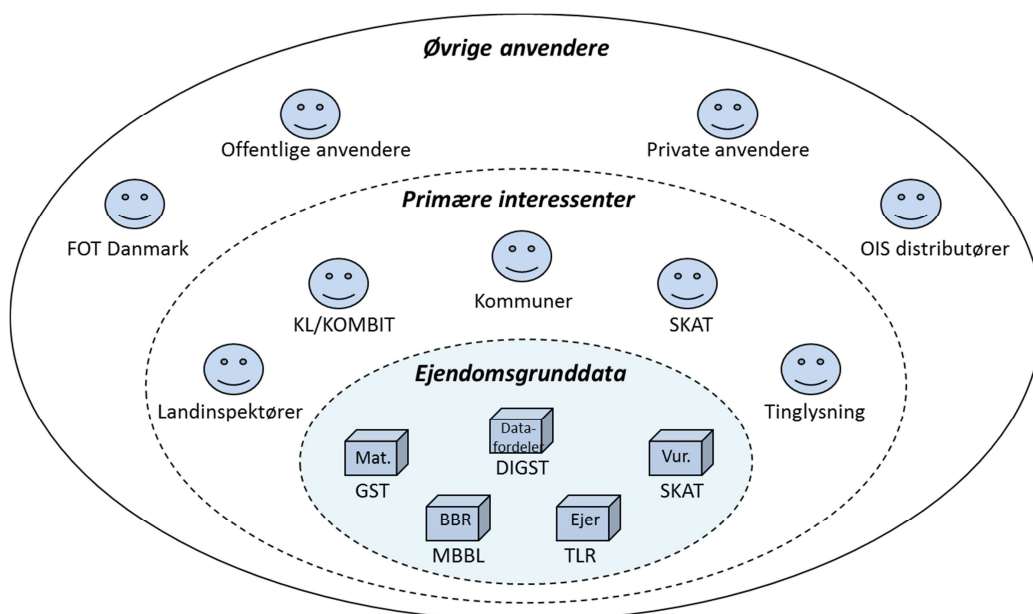 Øvrige anvendere
Offentlige anvendere
Private anvendere
FOT Danmark
OIS distributører
Primære interessenter
Kommuner
KL/KOMBIT
SKAT
Landinspektører
Tinglysning
Ejendomsgrunddata
Data-
fordeler
DIGST
Mat.
GST
Vur.
SKAT
BBR
MBBL
Ejer
TLR